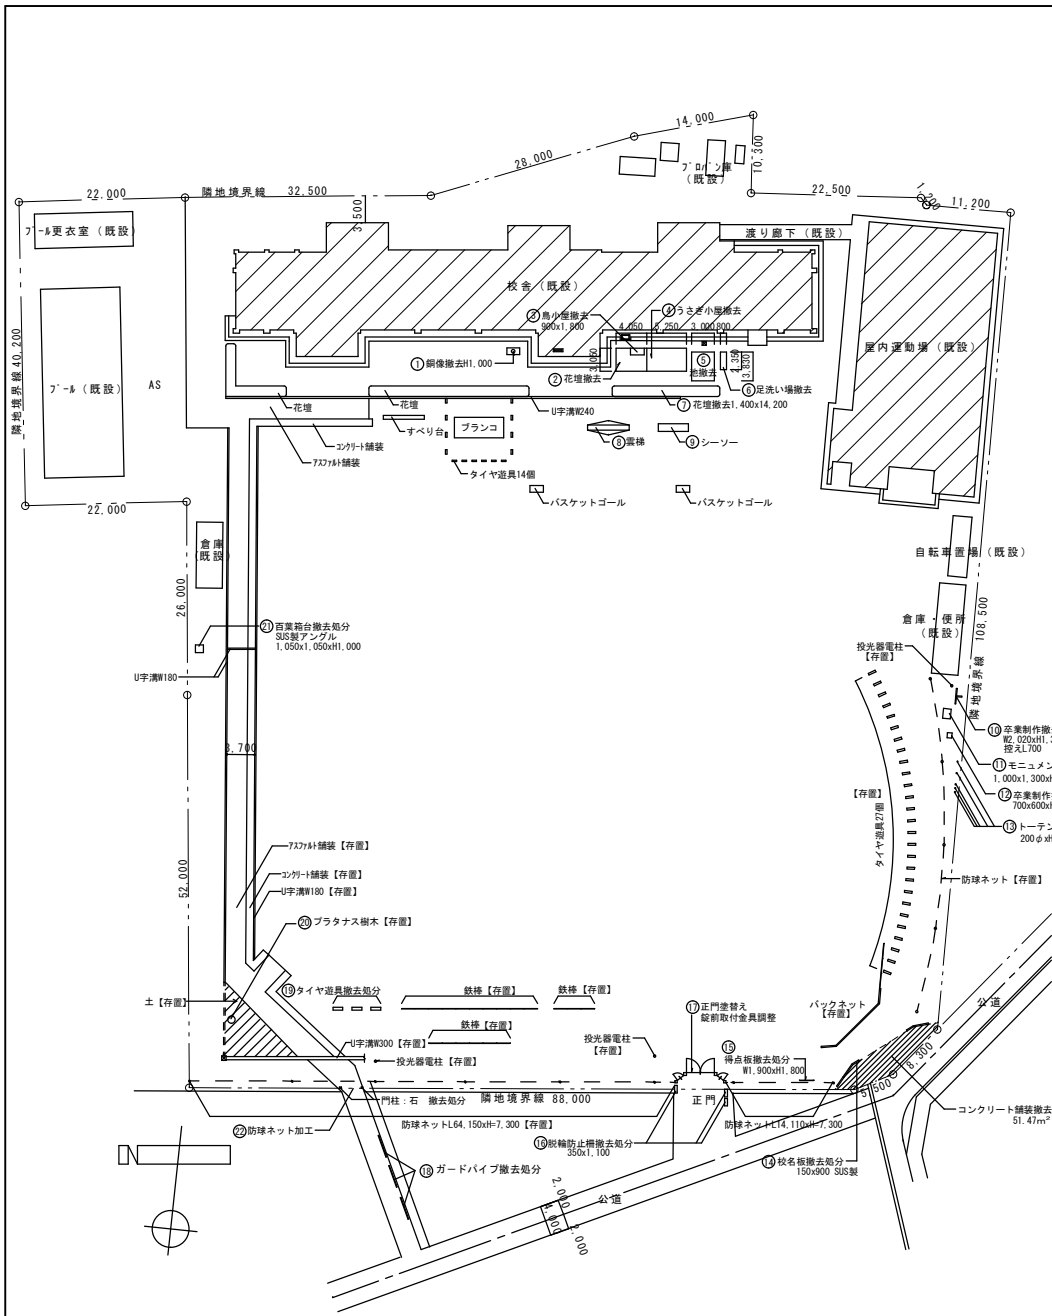 14,000
28,000
10,300
プロパン庫
(既設)
22,000
隣地境界線
32,500
3,500
22,500
1,200
11,200
プール更衣室 (既設)
渡り廊下 (既設)
校舎 (既設)
③鳥小屋撤去
900x1,800
④うさぎ小屋撤去
4,050
5,250
3,000
800
屋内運動場 (既設)
隣地境界線 40,200
①銅像撤去H1,000
3,050
⑤
池撤去
2,350
3,830
②花壇撤去
⑥足洗い場撤去
プール (既設)
AS
花壇
花壇
U字溝W240
⑦花壇撤去1,400x14,200
すべり台
ブランコ
⑧雲梯
⑨シーソー
コンクリート舗装
アスファルト舗装
タイヤ遊具14個
バスケットゴール
バスケットゴール
22,000
倉庫
(既設)
自転車置場 (既設)
26,000
隣地境界線 108,500
倉庫・便所
(既設)
㉑百葉箱台撤去処分
SUS製アングル
1,050x1,050xH1,000
投光器電柱
【存置】
U字溝W180
⑩卒業制作撤
W2,020xH1,
控えL700
3,700
⑪モニュメン
1,000x1,300xH
⑫卒業制作
700x600xH
【存置】
タイヤ遊具27個
⑬トーテン
200φxH
アスファルト舗装【存置】
コンクリート舗装【存置】
U字溝W180【存置】
52,000
防球ネット【存置】
⑳プラタナス樹木【存置】
土【存置】
⑲タイヤ遊具撤去処分
鉄棒【存置】
鉄棒【存置】
⑰正門塗替え
錠前取付金具調整
バックネット
【存置】
公道
鉄棒【存置】
U字溝W300【存置】
投光器電柱【存置】
投光器電柱
【存置】
⑮
得点板撤去処分
W1,900xH1,800
8,300
5,500
門柱:石 撤去処分
隣地境界線 88,000
正門
コンクリート舗装撤去
51.47m²
防球ネットL64,150xH=7,300【存置】
防球ネットL14,110xH=7,300
㉒防球ネット加工
⑯脱輪防止柵撤去処分
350x1,100
⑭校名板撤去処分
150x900 SUS製
⑱ガードパイプ撤去処分
公道
2,000
4,000
2,000